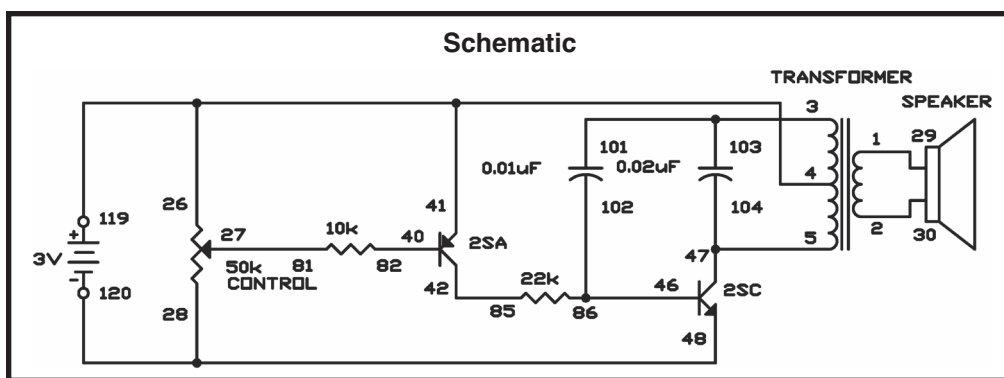 Schematic
TRANSFORMER
3
SPEAKER
1
29
101
103
0.01uF
0.02uF
4
102
104
26
41
119
+
27
10k
40
2SA
5
2
30
47
3V
50k
81
82
42
22k
46
2SC
CONTROL
-
120
28
85
86
48